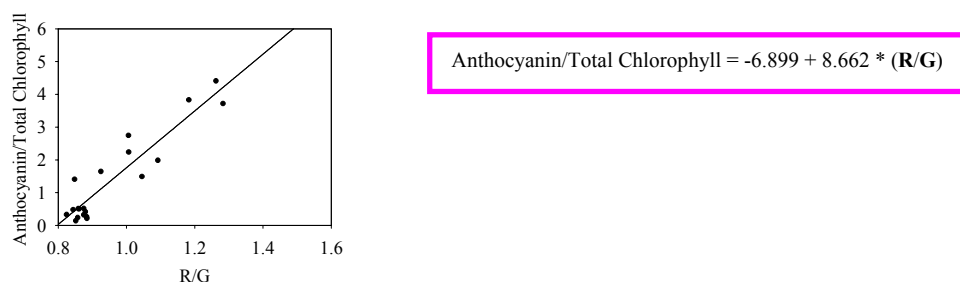 Anthocyanin/Total Chlorophyll
6
5
4
3
2
1
0
0.8 1.0 1.2 1.4 1.6
R/G
Anthocyanin/Total Chlorophyll = -6.899 + 8.662 * (R/G)